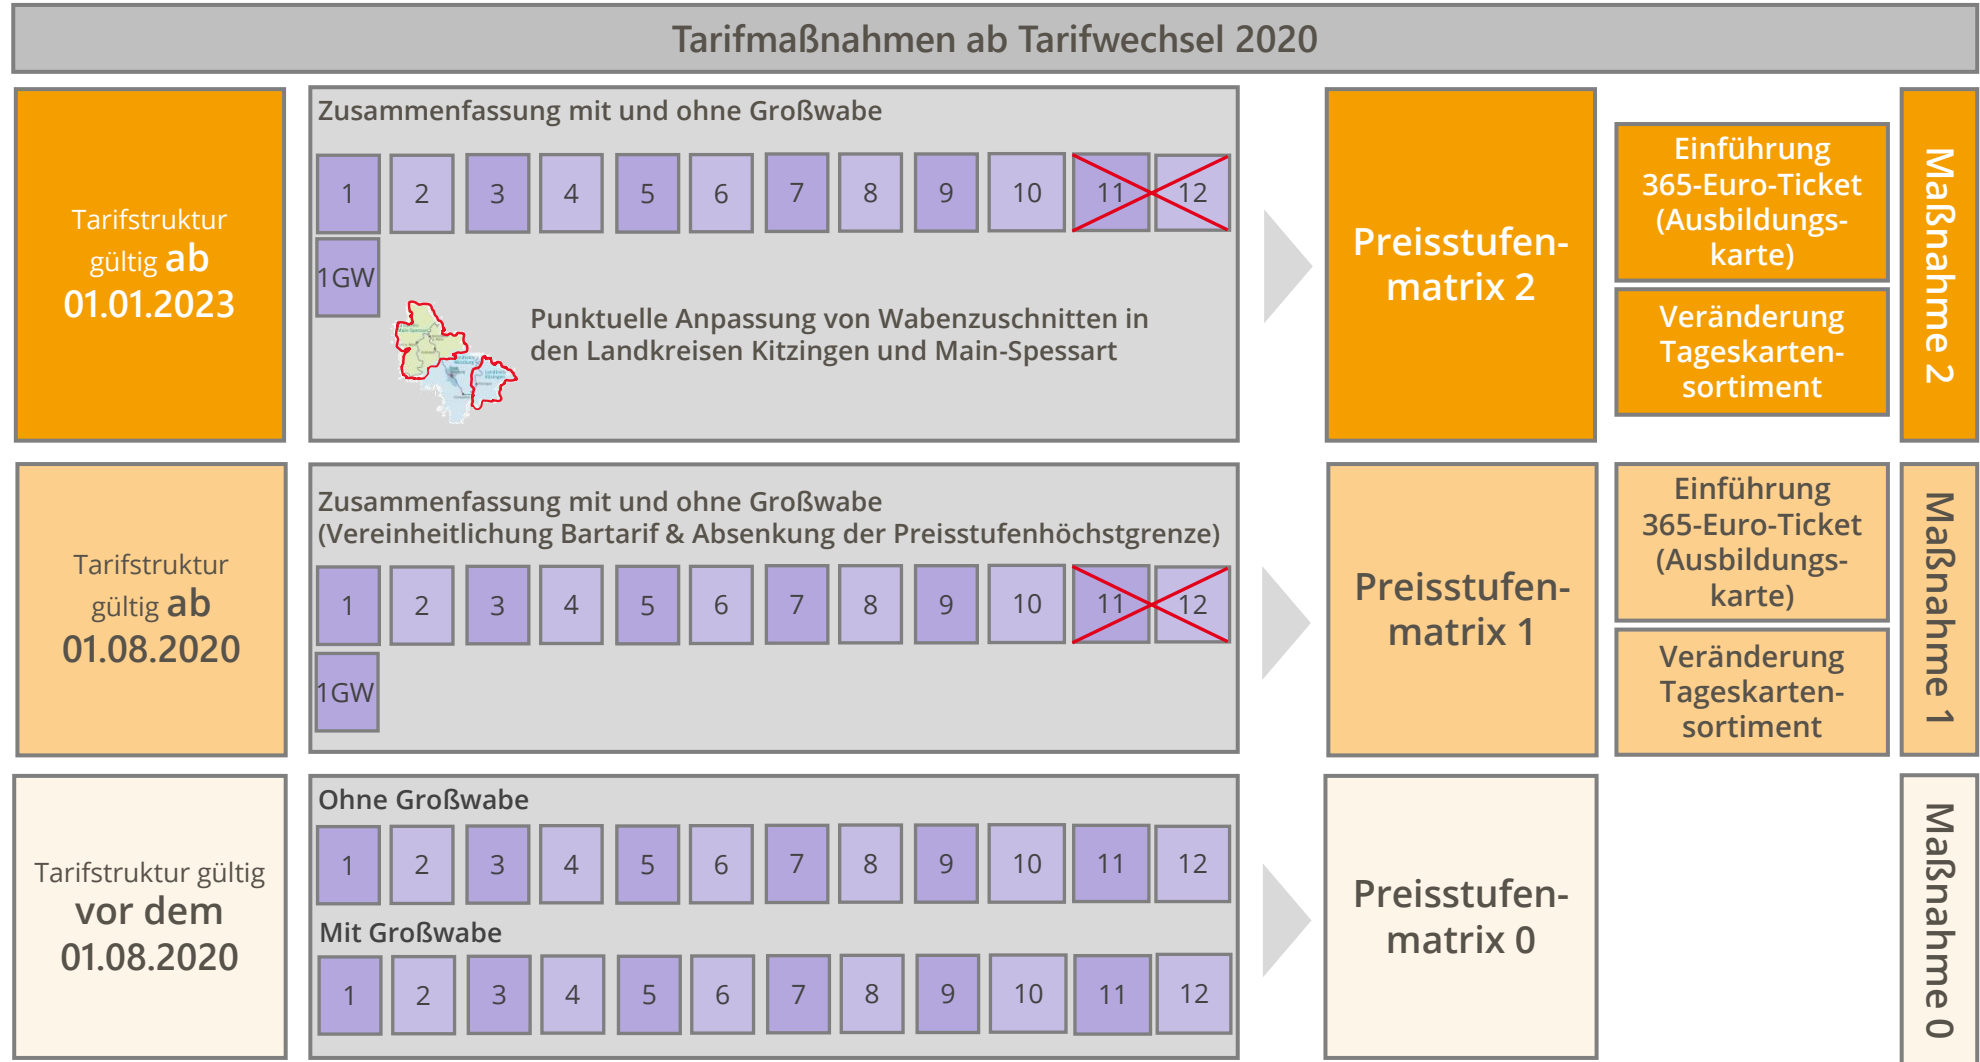 Tarifmaßnahmen ab Tarifwechsel 2020
Tarifstruktur
gültig ab
01.01.2023
Zusammenfassung mit und ohne Großwabe
1 2 3 4 5 6 7 8 9 10 11 12
1GW
Punktuelle Anpassung von Wabenzuschnitten in
den Landkreisen Kitzingen und Main-Spessart
Preisstufen-
matrix 2
Einführung
365-Euro-Ticket
(Ausbildungs-
karte)
Veränderung
Tageskarten-
sortiment
Maßnahme 2
Tarifstruktur
gültig ab
01.08.2020
Zusammenfassung mit und ohne Großwabe
(Vereinheitlichung Bartarif & Absenkung der Preisstufenhöchstgrenze)
1 2 3 4 5 6 7 8 9 10 11 12
1GW
Preisstufen-
matrix 1
Einführung
365-Euro-Ticket
(Ausbildungs-
karte)
Veränderung
Tageskarten-
sortiment
Maßnahme 1
Tarifstruktur gültig
vor dem
01.08.2020
Ohne Großwabe
1 2 3 4 5 6 7 8 9 10 11 12
Mit Großwabe
1 2 3 4 5 6 7 8 9 10 11 12
Preisstufen-
matrix 0
Maßnahme 0